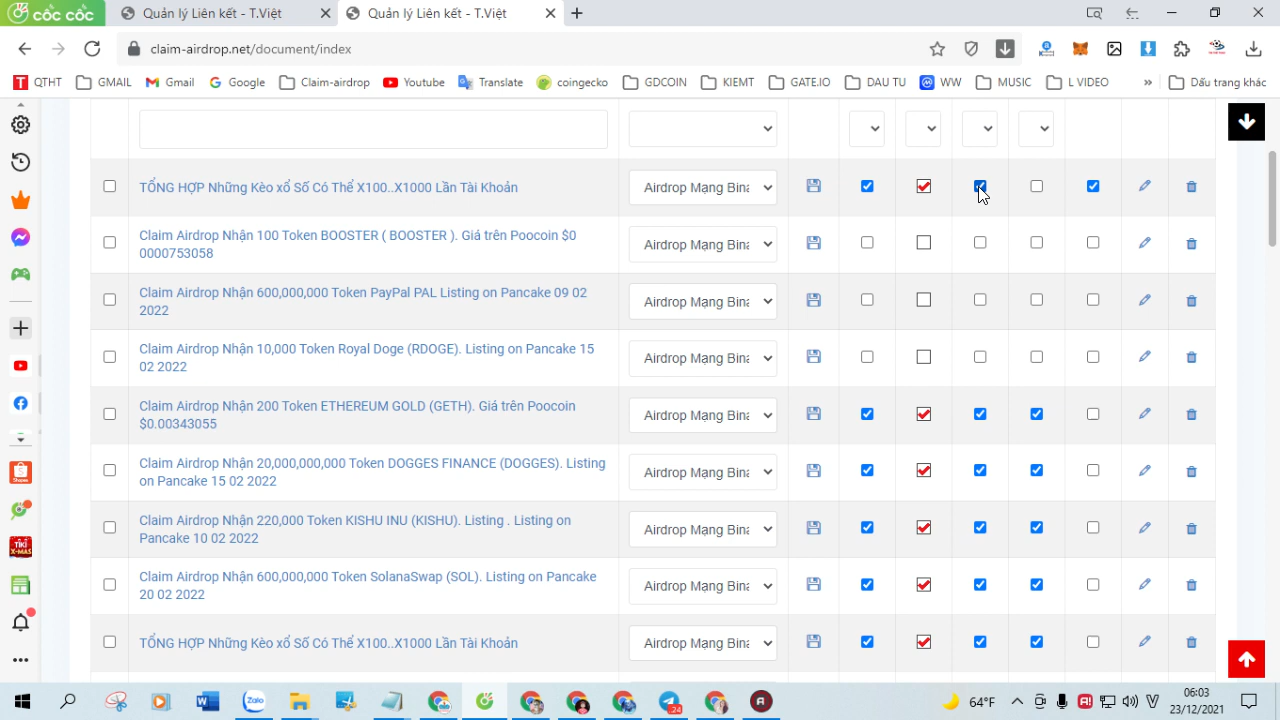 cốc cốc
Quản lý kết - T.Việt
Quản lý kết - T.Việt
claim-airdrop.net/document/index
QTHT GMAIL Gmail Google Claim-airdrop Youtube Translate coingecko GDCOIN KIEMT GATE.IO DAU TU WW MUSIC L VIDEO » Dấu trang khác
TỔNG HỢP Những Kèo xổ Số Có Thể X100..X1000 Lần Tài Khoản
Airdrop Mạng Bina
Claim Airdrop Nhận 100 Token BOOSTER ( BOOSTER ). Giá trên Poocoin $0
0000753058
Airdrop Mạng Bina
Claim Airdrop Nhận 600,000,000 Token PayPal PAL Listing on Pancake 09 02
2022
Airdrop Mạng Bina
Claim Airdrop Nhận 10,000 Token Royal Doge (RDOGE). Listing on Pancake 15
02 2022
Airdrop Mạng Bina
Claim Airdrop Nhận 200 Token ETHEREUM GOLD (GETH). Giá trên Poocoin
$0.00343055
Airdrop Mạng Bina
Claim Airdrop Nhận 20,000,000,000 Token DOGGES FINANCE (DOGGES). Listing
on Pancake 15 02 2022
Airdrop Mạng Bina
Claim Airdrop Nhận 220,000 Token KISHU INU (KISHU). Listing . Listing on
Pancake 10 02 2022
Airdrop Mạng Bina
Claim Airdrop Nhận 600,000,000 Token SolanaSwap (SOL). Listing on Pancake
20 02 2022
Airdrop Mạng Bina
TỔNG HỢP Những Kèo xổ Số Có Thể X100..X1000 Lần Tài Khoản
Airdrop Mạng Bina
Zalo
24
64°F
06:03
23/12/2021